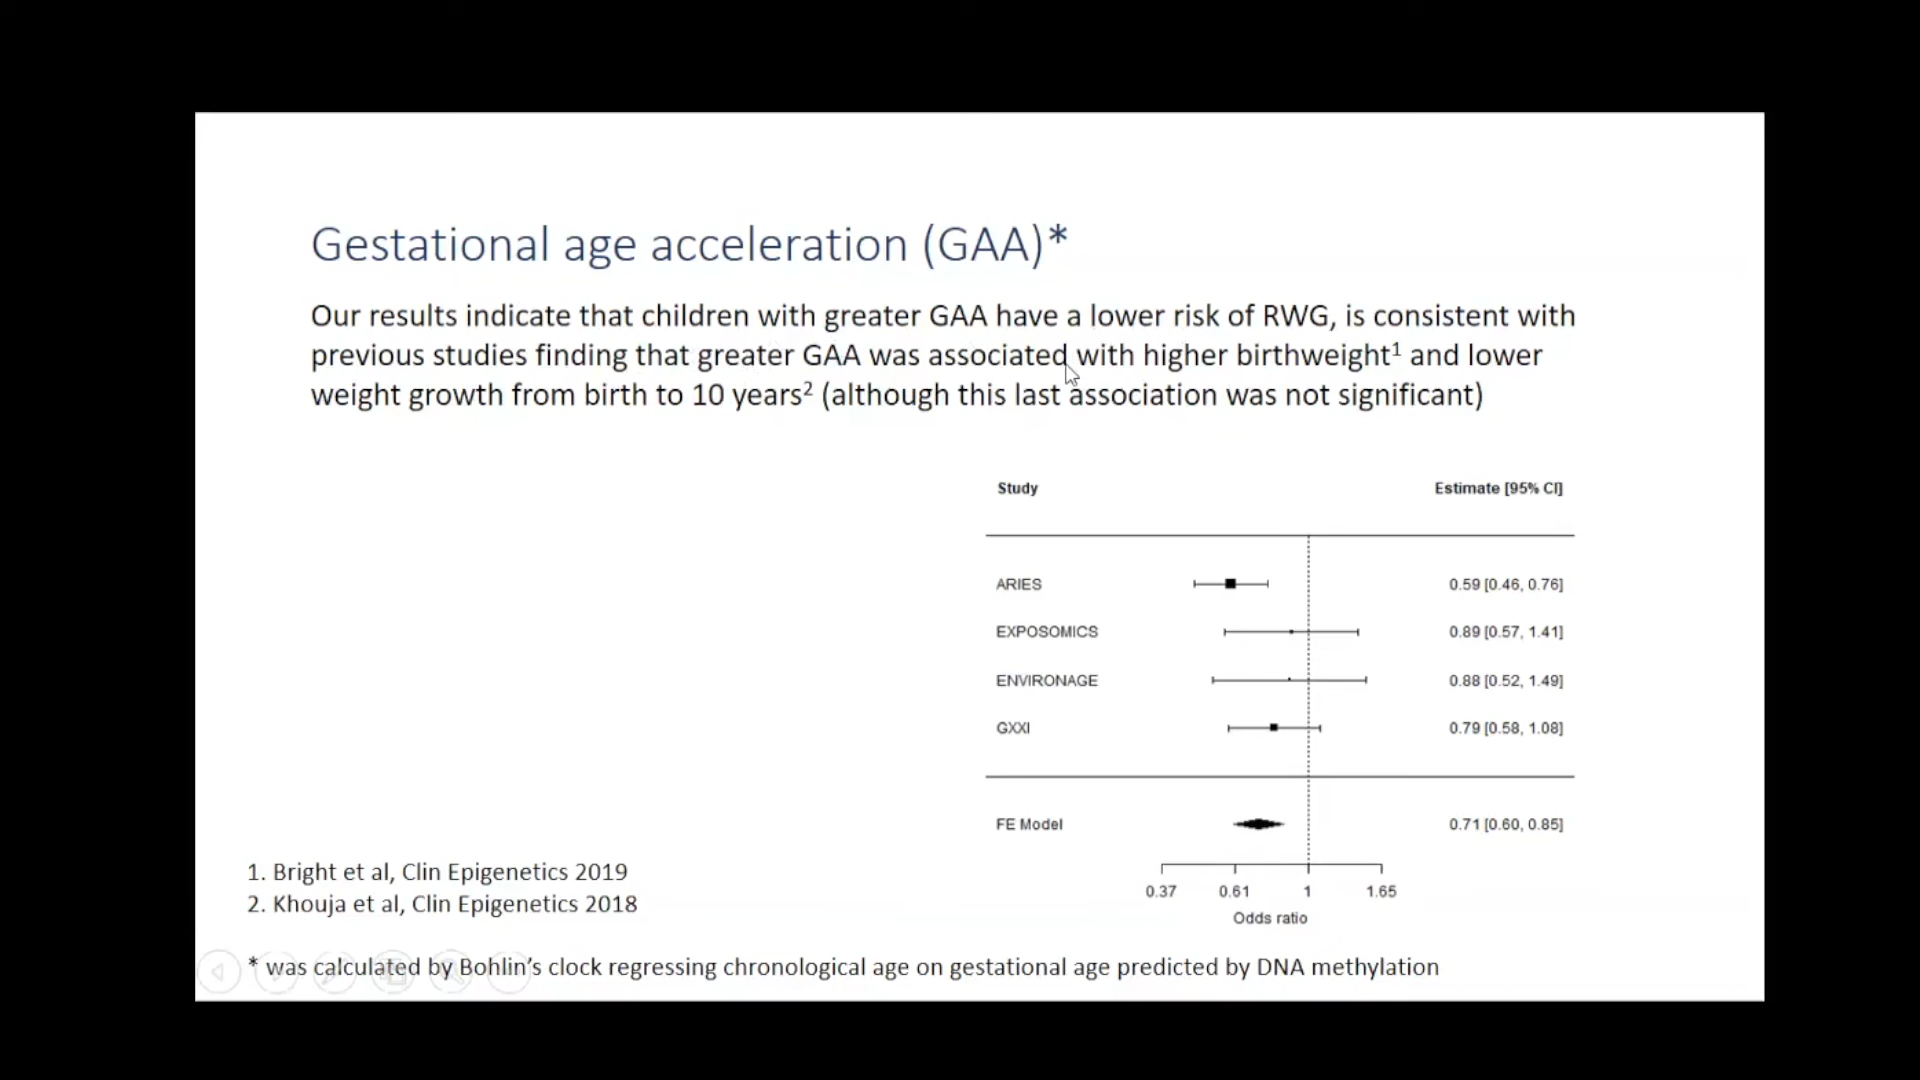 Gestational age acceleration (GAA)*
Our results indicate that children with greater GAA have a lower risk of RWG, is consistent with
previous studies finding that greater GAA was associated with higher birthweight¹ and lower
weight growth from birth to 10 years² (although this last association was not significant)
Study Estimate [95% CI]
ARIES 0.59 [0.46, 0.76]
EXPOSOMICS 0.89 [0.57, 1.41]
ENVIRONAGE 0.88 [0.52, 1.49]
GXXI 0.79 [0.58, 1.08]
FE Model 0.71 [0.60, 0.85]
0.37 0.61 1 1.65
Odds ratio
1. Bright et al, Clin Epigenetics 2019
2. Khouja et al, Clin Epigenetics 2018
* was calculated by Bohlin’s clock regressing chronological age on gestational age predicted by DNA methylation